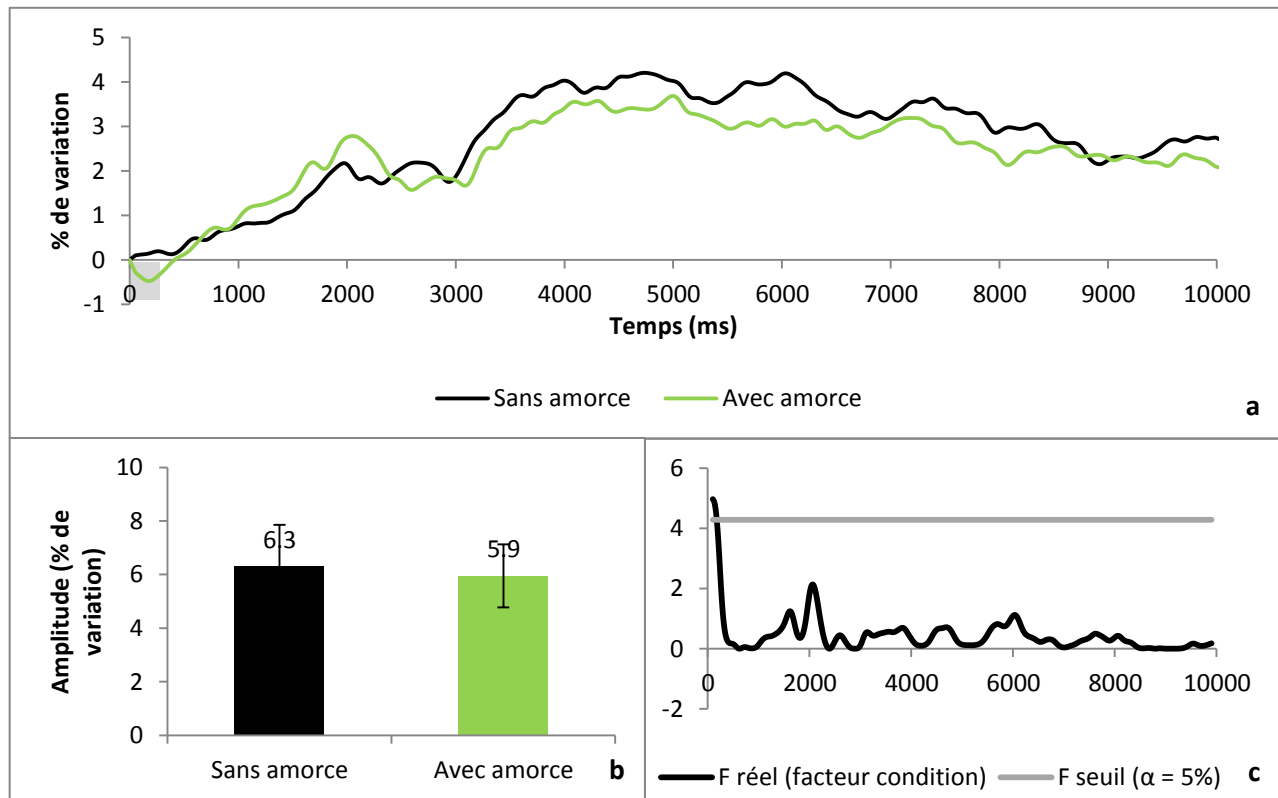 5
4
3
2
1
0
-1
% de variation
0 1000 2000 3000 4000 5000 6000 7000 8000 9000 10000
Temps (ms)
Sans amorce Avec amorce
a
10
8
6
4
2
0
Amplitude (% de
variation)
6.3 5.9
Sans amorce Avec amorce
b
6
4
2
0
-2
0 2000 4000 6000 8000 10000
F réel (facteur condition) F seuil (α = 5%)
c